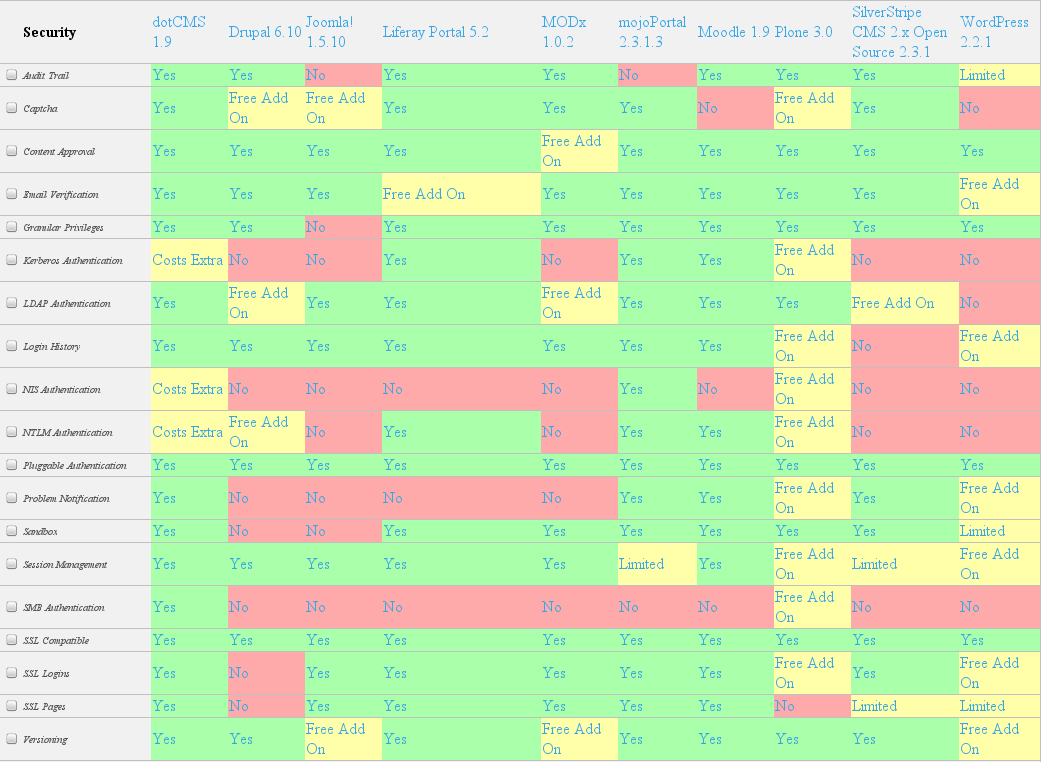 Security dotCMS 1.9 Drupal 6.10 Joomla! 1.5.10 Liferay Portal 5.2 MODx 1.0.2 mojoPortal 2.3.1.3 Moodle 1.9 Plone 3.0 SilverStripe CMS 2.x Open Source 2.3.1 WordPress 2.2.1
Audit Trail Yes Yes No Yes Yes No Yes Yes Yes Limited
Captcha Yes Free Add On Free Add On Yes Yes Yes No Free Add On Yes No
Content Approval Yes Yes Yes Yes Free Add On Yes Yes Yes Yes Yes
Email Verification Yes Yes Yes Free Add On Yes Yes Yes Yes Yes Free Add On
Granular Privileges Yes Yes No Yes Yes Yes Yes Yes Yes Yes
Kerberos Authentication Costs Extra No No Yes No Yes Yes Free Add On No No
LDAP Authentication Yes Free Add On Yes Yes Free Add On Yes Yes Yes Free Add On No
Login History Yes Yes Yes Yes Yes Yes Yes Free Add On No Free Add On
NIS Authentication Costs Extra No No No No Yes No Free Add On No No
NTLM Authentication Costs Extra Free Add On No Yes No Yes Yes Free Add On No No
Pluggable Authentication Yes Yes Yes Yes Yes Yes Yes Yes Yes Yes
Problem Notification Yes No No No No Yes Yes Free Add On Yes Free Add On
Sandbox Yes No No Yes Yes Yes Yes Yes Yes Limited
Session Management Yes Yes Yes Yes Yes Limited Yes Free Add On Limited Free Add On
SMB Authentication Yes No No No No No No Free Add On No No
SSL Compatible Yes Yes Yes Yes Yes Yes Yes Yes Yes Yes
SSL Logins Yes No Yes Yes Yes Yes Yes Free Add On Yes Free Add On
SSL Pages Yes No Yes Yes Yes Yes Yes No Limited Limited
Versioning Yes Yes Free Add On Yes Free Add On Yes Yes Yes Yes Free Add On